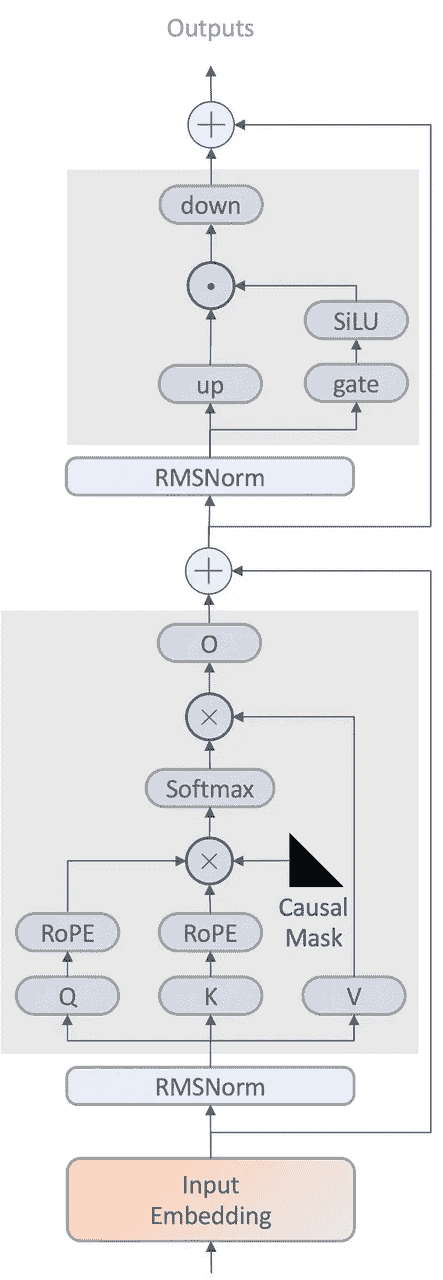 Outputs
down
SiLU
up
gate
RMSNorm
O
Softmax
Causal
Mask
RoPE
RoPE
Q
K
V
RMSNorm
Input
Embedding